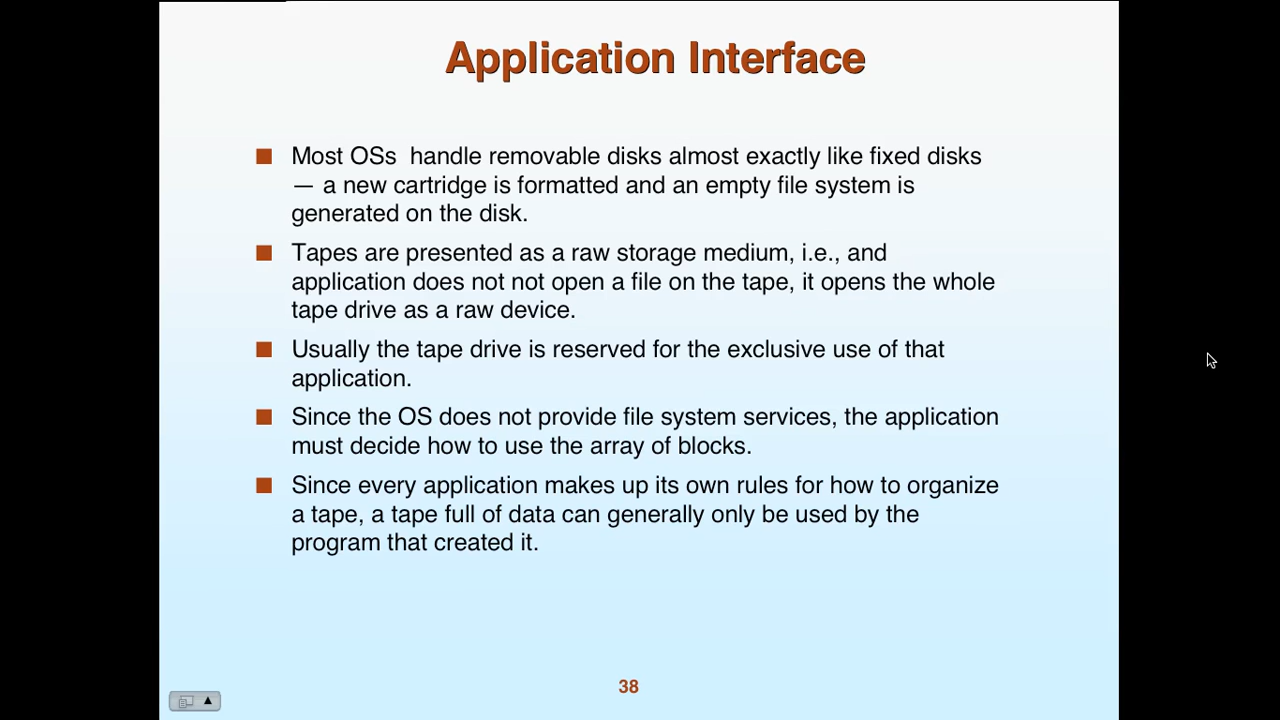 Application Interface
Most OSs handle removable disks almost exactly like fixed disks
— a new cartridge is formatted and an empty file system is
generated on the disk.
Tapes are presented as a raw storage medium, i.e., and
application does not not open a file on the tape, it opens the whole
tape drive as a raw device.
Usually the tape drive is reserved for the exclusive use of that
application.
Since the OS does not provide file system services, the application
must decide how to use the array of blocks.
Since every application makes up its own rules for how to organize
a tape, a tape full of data can generally only be used by the
program that created it.
38